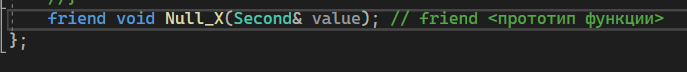 friend void Null_X(Second& value); // friend <прототип функции>
};